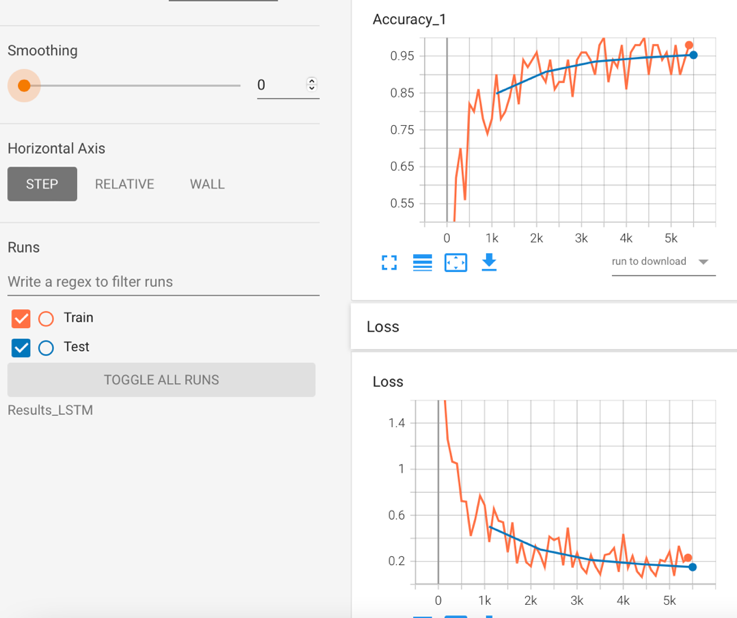 Smoothing
0
Horizontal Axis
STEP RELATIVE WALL
Runs
Write a regex to filter runs
Train
Test
TOGGLE ALL RUNS
Results_LSTM
Accuracy_1
0.95
0.85
0.75
0.65
0.55
0 1k 2k 3k 4k 5k
run to download
Loss
Loss
1.4
1
0.6
0.2
0 1k 2k 3k 4k 5k